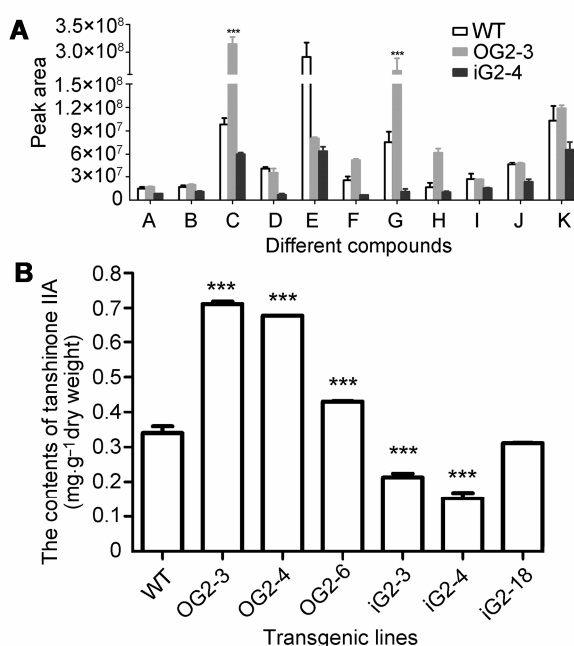 A
3.5×10⁸
3.0×10⁸
1.5×10⁸
1.2×10⁸
9×10⁷
6×10⁷
3×10⁷
0
Peak area
***
***
WT
OG2-3
iG2-4
A B C D E F G H I J K
Different compounds
B
The contents of tanshinone IIA
(mg·g⁻¹dry weight)
0.8
0.7
0.6
0.5
0.4
0.3
0.2
0.1
0
***
***
***
***
***
WT OG2-3 OG2-4 OG2-6 iG2-3 iG2-4 iG2-18
Transgenic lines